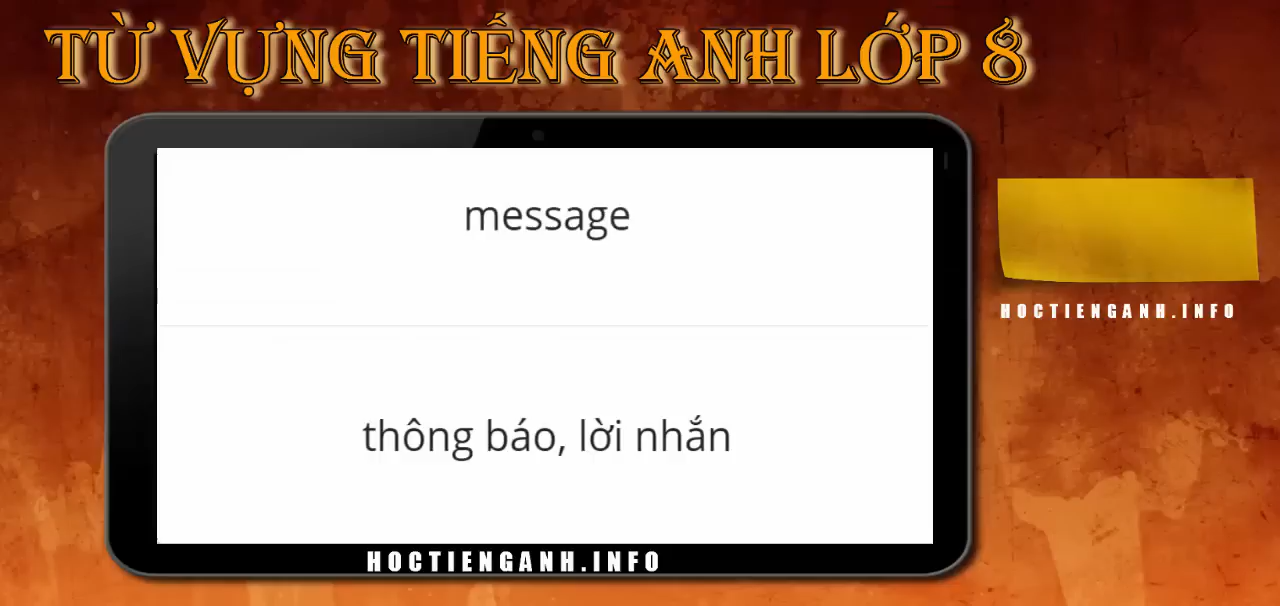 TỪ VỰNG TIẾNG ANH LỚP 8
message
thông báo, lời nhắn
HOCTIENGANH.INFO
HOCTIENGANH.INFO